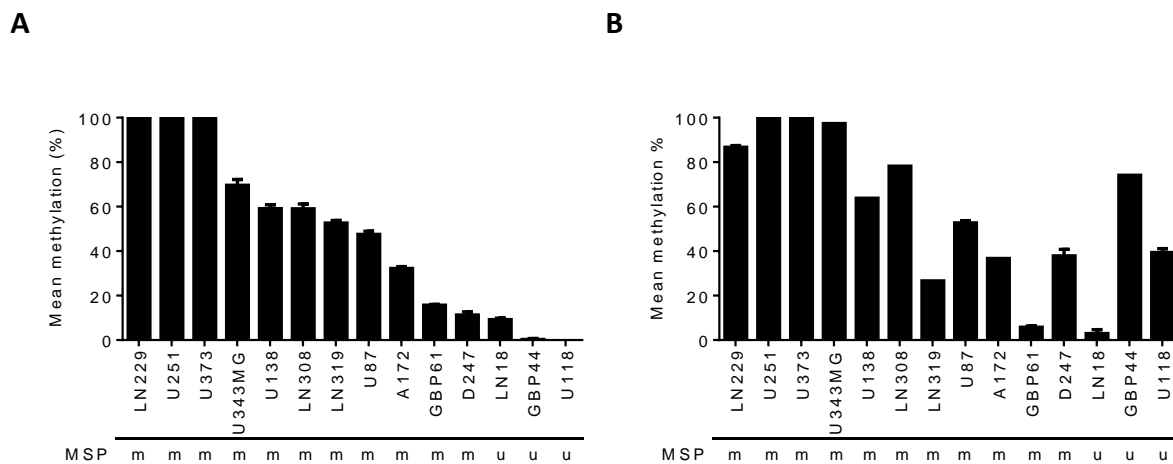 A
B
Mean methylation (%)
100
80
60
40
20
0
LN229
U251
U373
U343MG
U138
LN308
LN319
U87
A172
GBP61
D247
LN18
GBP44
U118
MSP m m m m m m m m m m m u u u
Mean methylation %
100
80
60
40
20
0
LN229
U251
U373
U343MG
U138
LN308
LN319
U87
A172
GBP61
D247
LN18
GBP44
U118
MSP m m m m m m m m m m m u u u